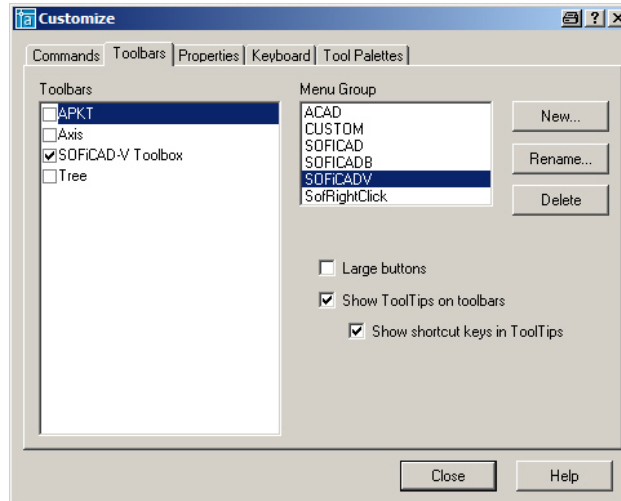 Customize
Commands Toolbars Properties Keyboard Tool Palettes
Toolbars
APKT
Axis
SOFiCAD-V Toolbox
Tree
Menu Group
ACAD
CUSTOM
SOFICAD
SOFICADB
SOFiCADV
SofRightClick
New...
Rename...
Delete
Large buttons
Show ToolTips on toolbars
Show shortcut keys in ToolTips
Close
Help